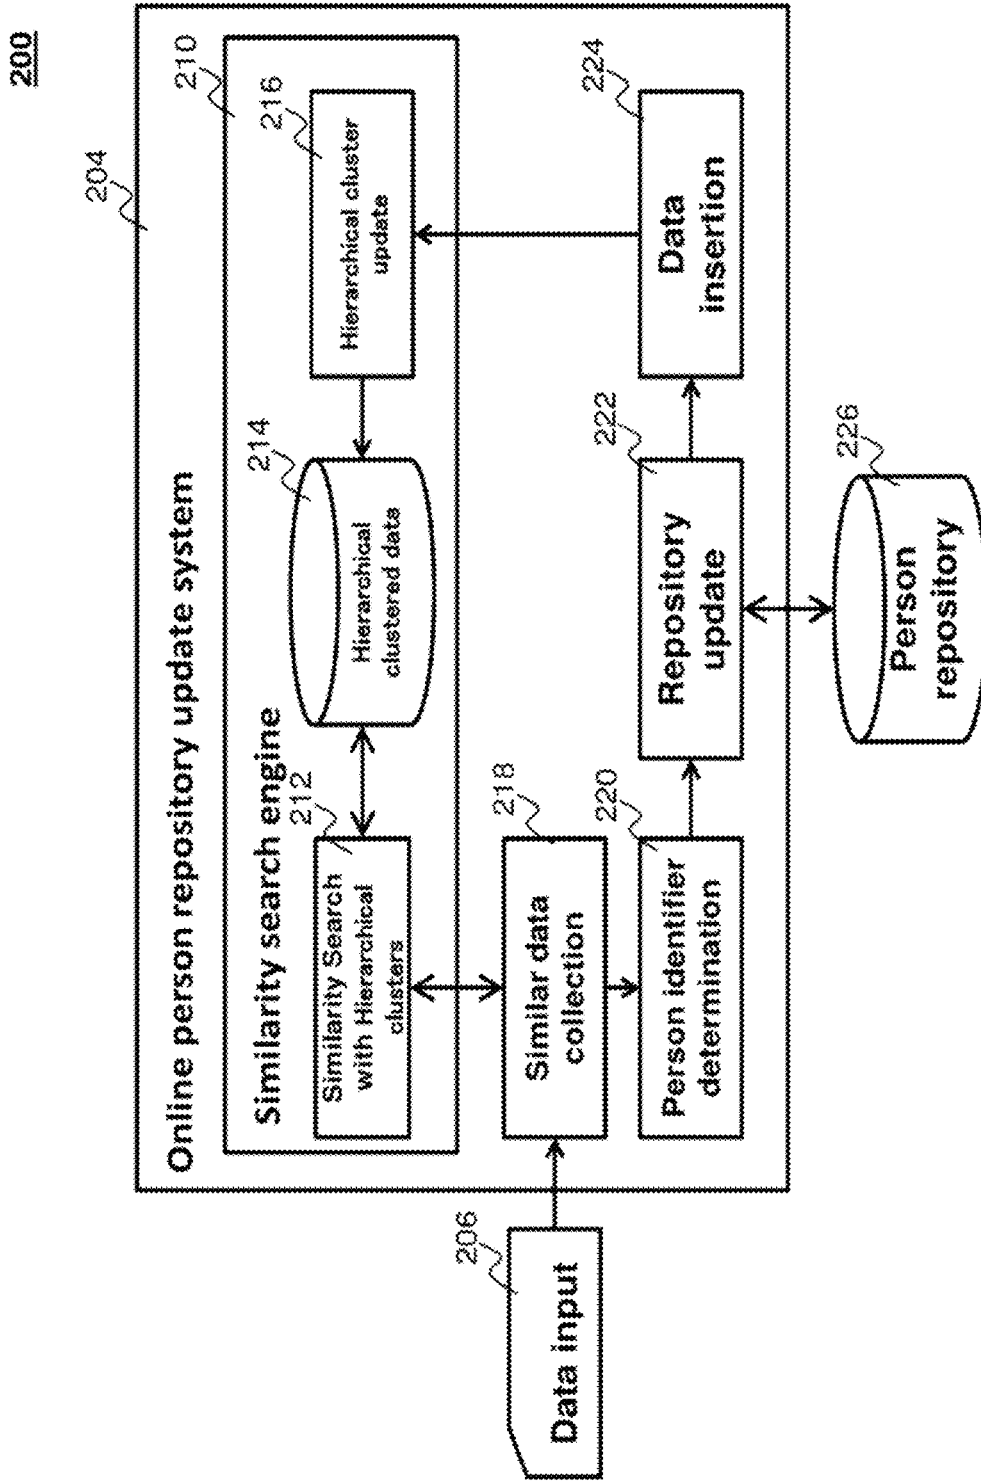 200
204
Online person repository update system
210
Similarity search engine
212
Similarity Search
with Hierarchical
clusters
214
Hierarchical
clustered data
216
Hierarchical cluster
update
206
Data input
218
Similar data
collection
220
Person identifier
determination
222
Repository
update
224
Data
insertion
226
Person
repository